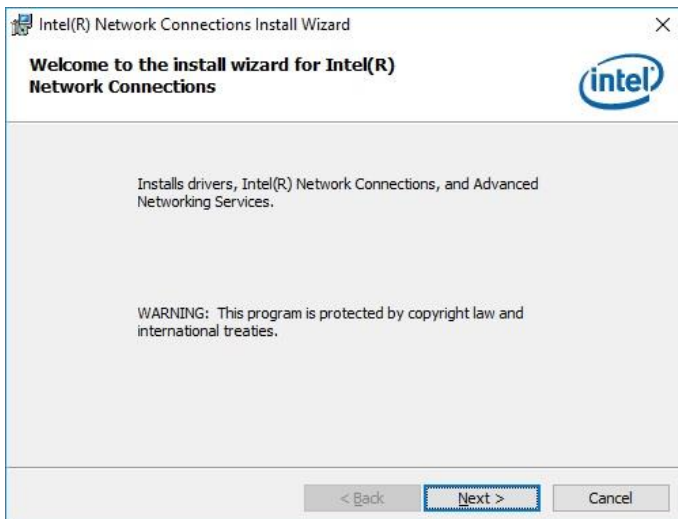 Intel(R) Network Connections Install Wizard
Welcome to the install wizard for Intel(R)
Network Connections
intel
Installs drivers, Intel(R) Network Connections, and Advanced
Networking Services.
WARNING: This program is protected by copyright law and
international treaties.
< Back
Next >
Cancel